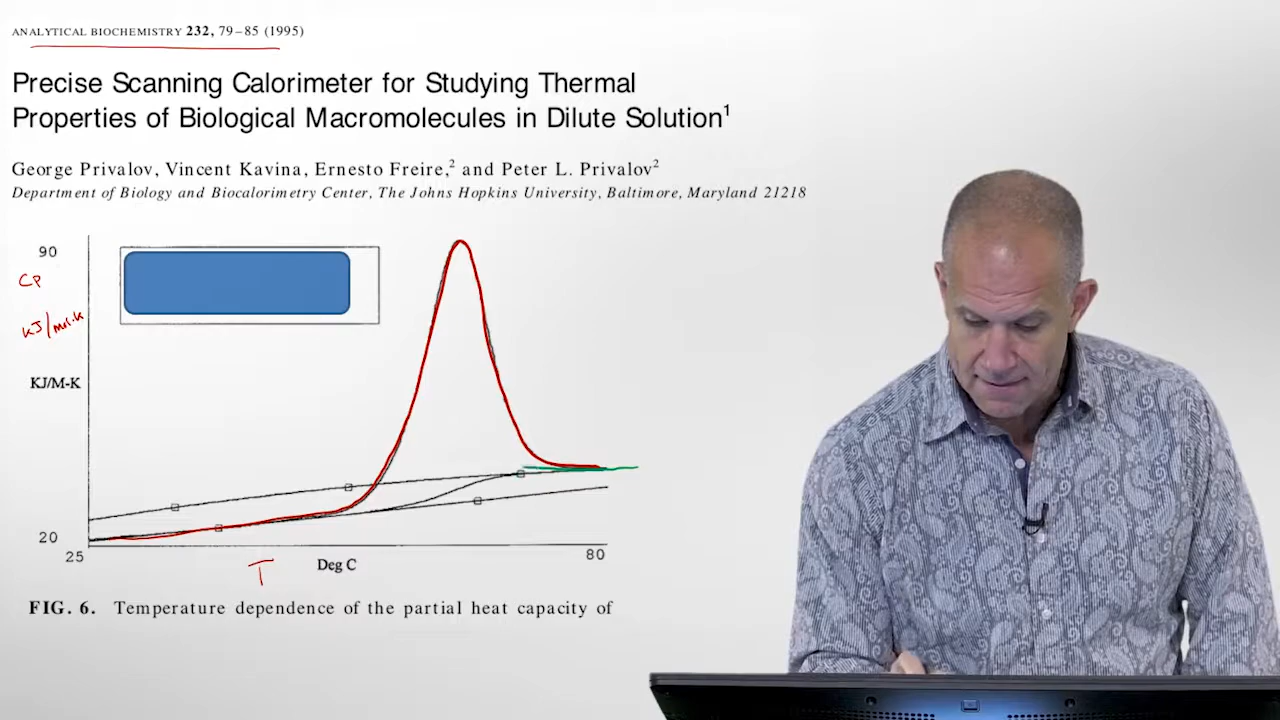 ANALYTICAL BIOCHEMISTRY 232, 79–85 (1995)
Precise Scanning Calorimeter for Studying Thermal
Properties of Biological Macromolecules in Dilute Solution1
George Privalov, Vincent Kavina, Ernesto Freire,2 and Peter L. Privalov2
Department of Biology and Biocalorimetry Center, The Johns Hopkins University, Baltimore, Maryland 21218
90
CP
KJ/mol·K
KJ/M-K
20
25
80
T
Deg C
FIG. 6. Temperature dependence of the partial heat capacity of